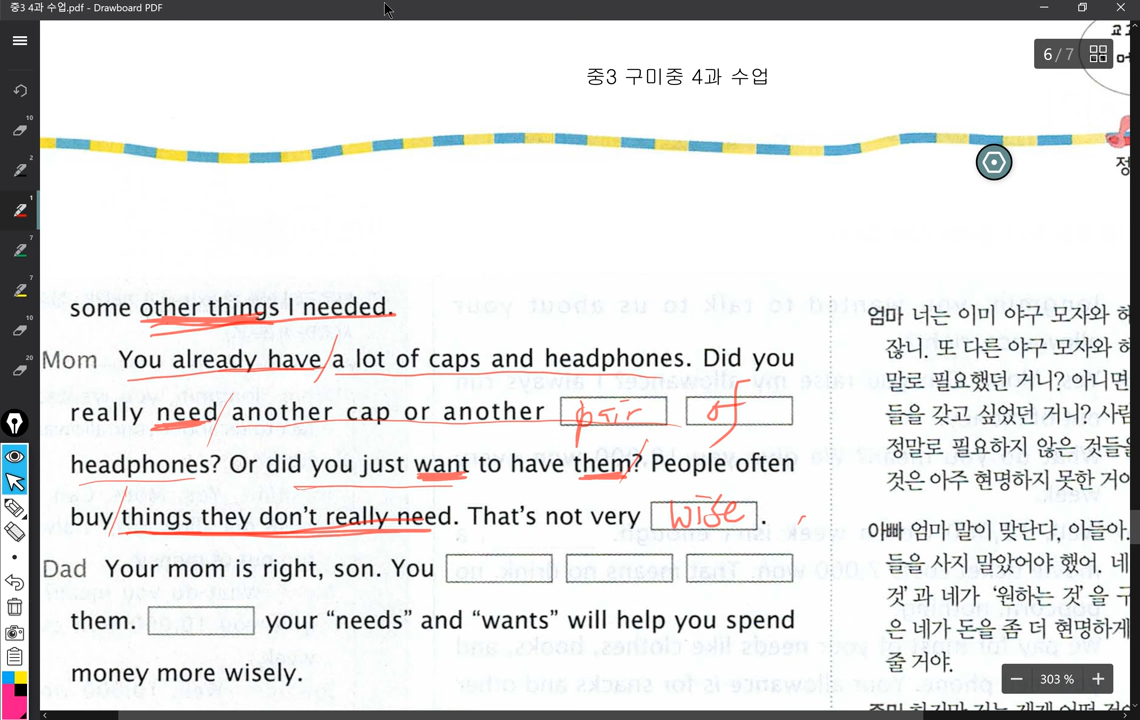 중3 4과 수업.pdf - Drawboard PDF
6 / 7
중3 구미중 4과 수업
some other things I needed.
Mom You already have / a lot of caps and headphones. Did you
really need / another cap or another pair of
headphones? Or did you just want to have them? People often
buy / things they don't really need. That's not very wise.
Dad Your mom is right, son. You
them. your "needs" and "wants" will help you spend
money more wisely.
엄마 너는 이미 야구 모자와 헤
잖니. 또 다른 야구 모자와 헤
말로 필요했던 거니? 아니면
들을 갖고 싶었던 거니? 사람
정말로 필요하지 않은 것들을
것은 아주 현명하지 못한 거야
아빠 엄마 말이 맞단다, 아들아.
들을 사지 말았어야 했어. 네
것'과 네가 '원하는 것'을 구
은 네가 돈을 좀 더 현명하게
줄 거야.
303 %